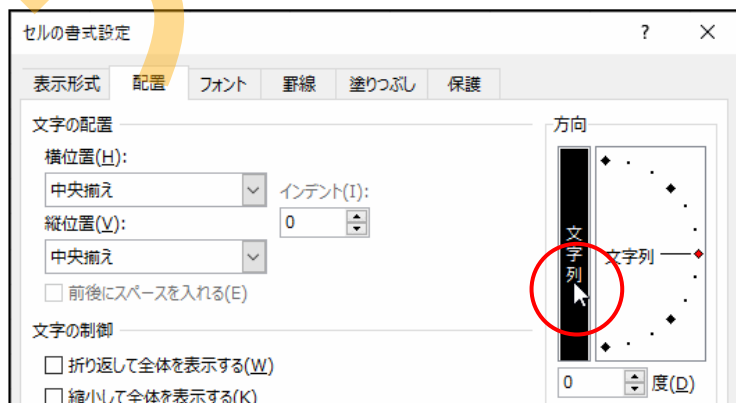 セルの書式設定 ? ×
表示形式 配置 フォント 罫線 塗りつぶし 保護
文字の配置
横位置(H):
中央揃え
インデント(I):
0
縦位置(V):
中央揃え
前後にスペースを入れる(E)
文字の制御
折り返して全体を表示する(W)
縮小して全体を表示する(K)
方向
文字列
文字列
0 度(D)